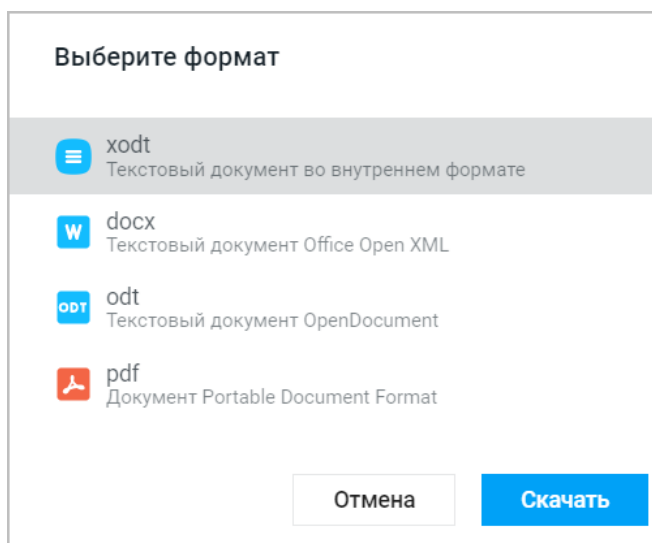 Выберите формат
xodt
Текстовый документ во внутреннем формате
W
docx
Текстовый документ Office Open XML
ODT
odt
Текстовый документ OpenDocument
pdf
Документ Portable Document Format
Отмена
Скачать